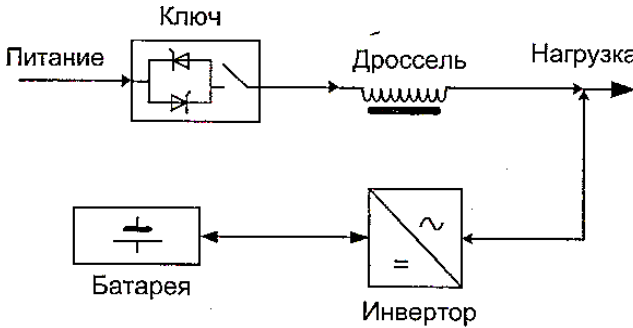 Ключ
Питание
Дроссель
Нагрузка
Батарея
Инвертор